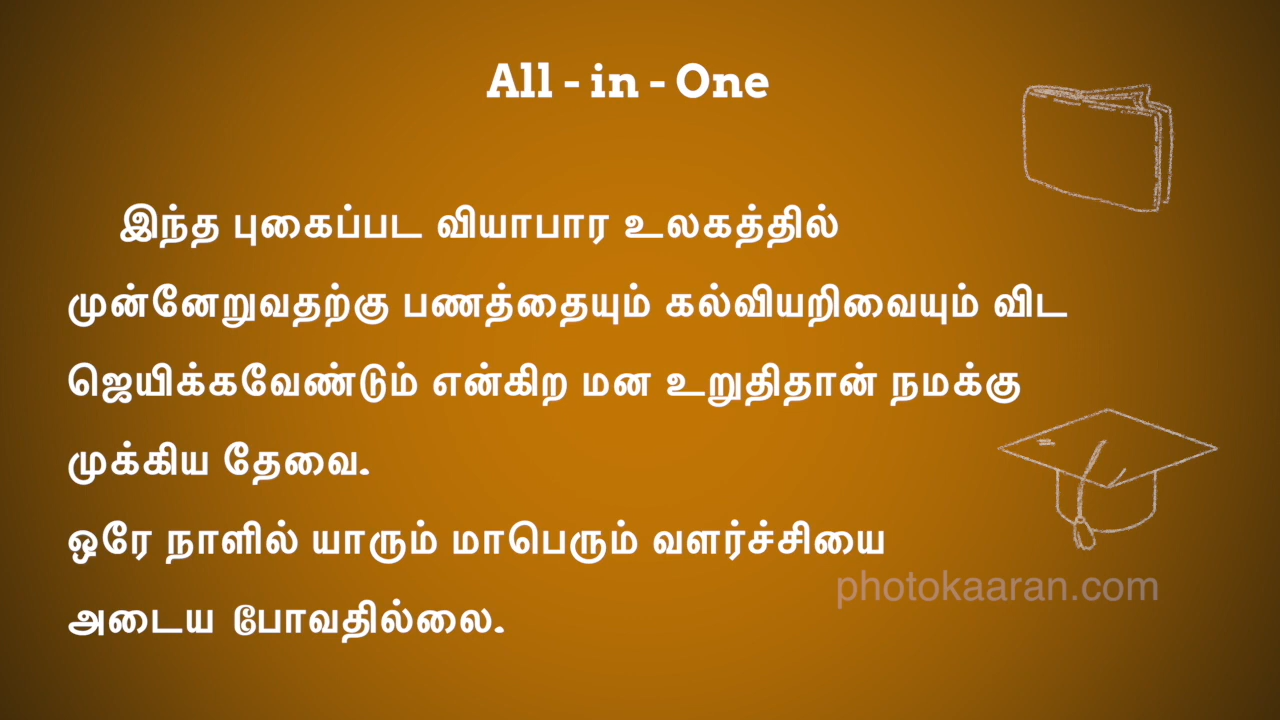 All - in - One
இந்த புகைப்பட வியாபார உலகத்தில்
முன்னேறுவதற்கு பணத்தையும் கல்வியறிவையும் விட
ஜெயிக்கவேண்டும் என்கிற மன உறுதிதான் நமக்கு
முக்கிய தேவை.
ஒரே நாளில் யாரும் மாபெரும் வளர்ச்சியை
அடைய போவதில்லை.
photokaaran.com